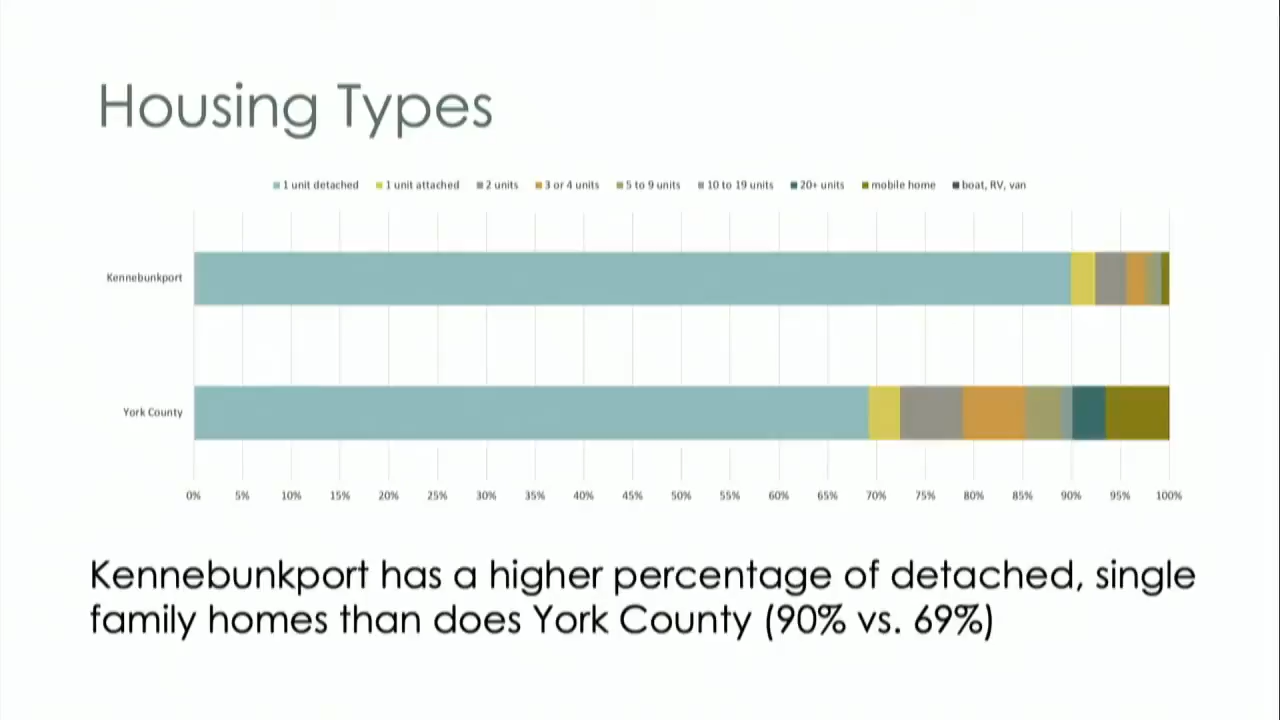 Housing Types
1 unit detached 1 unit attached 2 units 3 or 4 units 5 to 9 units 10 to 19 units 20+ units mobile home boat, RV, van
Kennebunkport
York County
0% 5% 10% 15% 20% 25% 30% 35% 40% 45% 50% 55% 60% 65% 70% 75% 80% 85% 90% 95% 100%
Kennebunkport has a higher percentage of detached, single
family homes than does York County (90% vs. 69%)